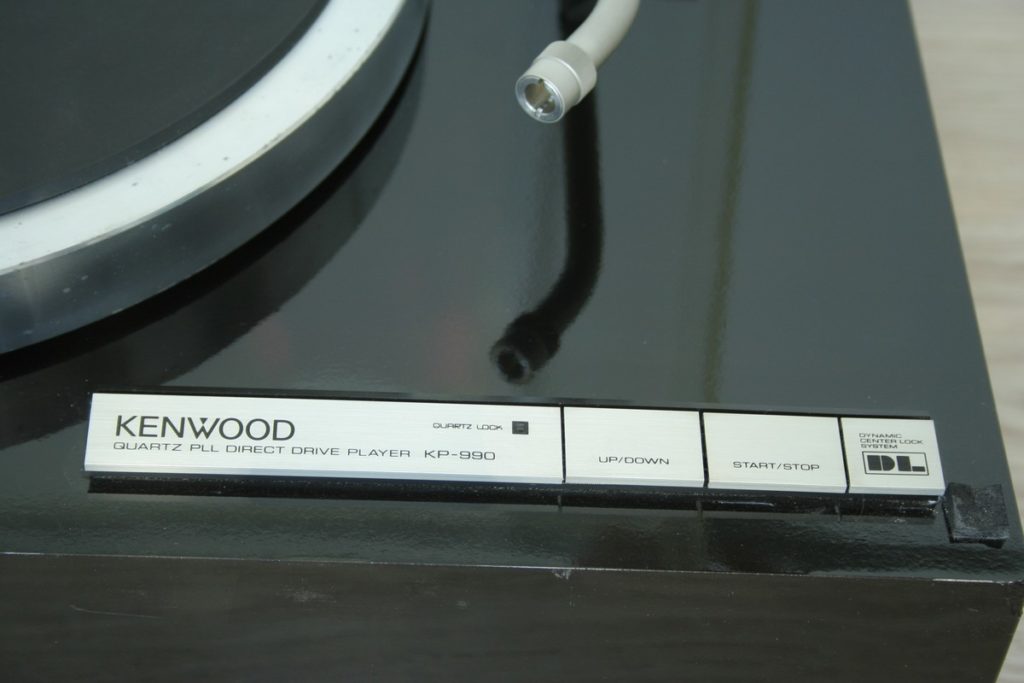 KENWOOD
QUARTZ LOCK
QUARTZ PLL DIRECT DRIVE PLAYER KP-990
UP/DOWN
START/STOP
DYNAMIC
CENTER LOCK
SYSTEM
DL